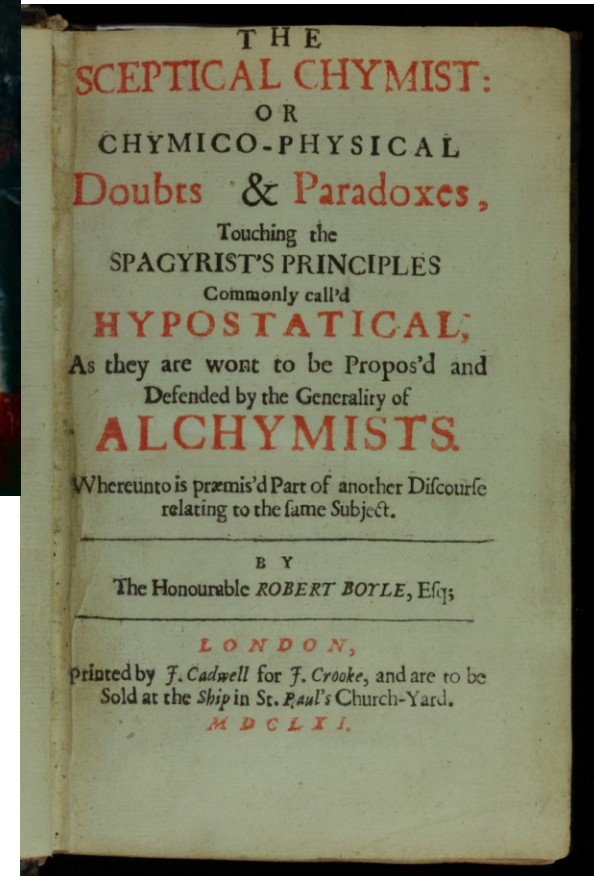 THE
SCEPTICAL CHYMIST:
OR
CHYMICO-PHYSICAL
Doubts & Paradoxes,
Touching the
SPAGYRIST'S PRINCIPLES
Commonly call'd
HYPOSTATICAL,
As they are wont to be Propos'd and
Defended by the Generality of
ALCHYMISTS.
Whereunto is præmis'd Part of another Diſcourſe
relating to the ſame Subject.
BY
The Honourable ROBERT BOYLE, Eſq;
LONDON,
Printed by J. Cadwell for J. Crooke, and are to be
Sold at the Ship in St. Paul's Church-Yard.
MDCLXI.